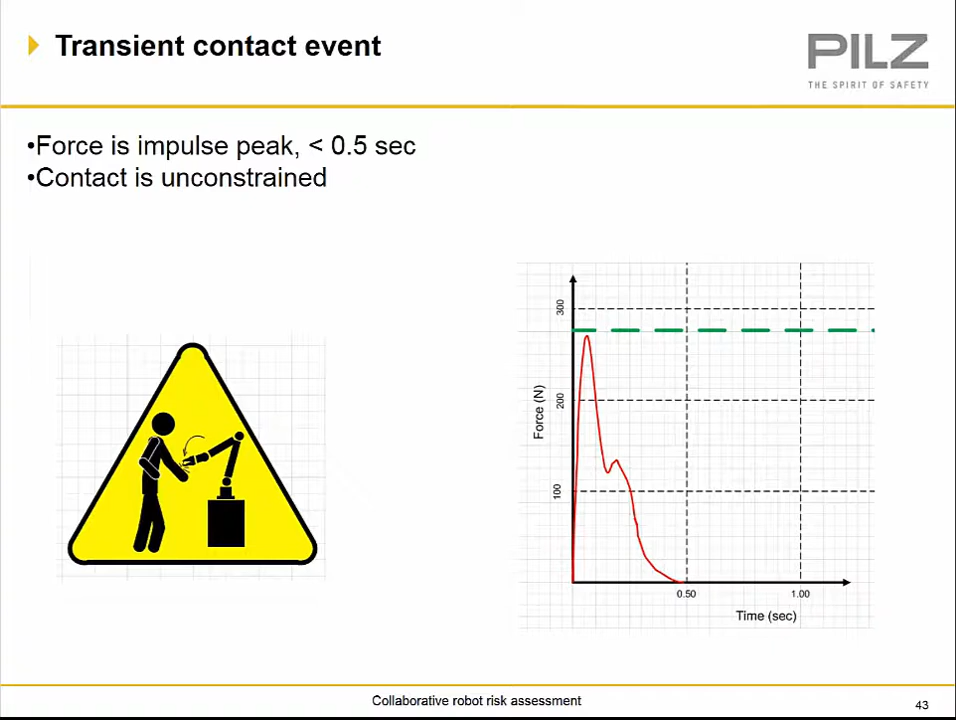 Transient contact event
PILZ
THE SPIRIT OF SAFETY
•Force is impulse peak, < 0.5 sec
•Contact is unconstrained
300
200
100
Force (N)
0.50
1.00
Time (sec)
Collaborative robot risk assessment
43